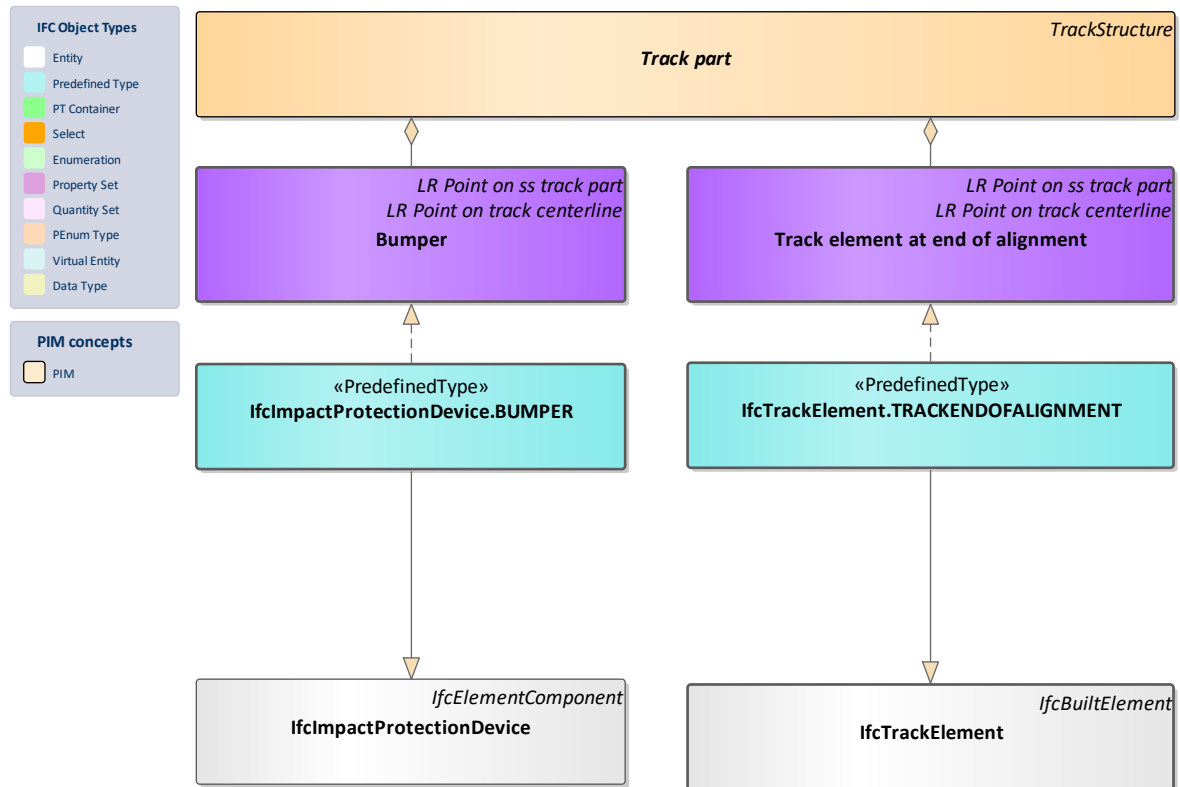 IFC Object Types
Entity
Predefined Type
PT Container
Select
Enumeration
Property Set
Quantity Set
PEnum Type
Virtual Entity
Data Type
PIM concepts
PIM
TrackStructure
Track part
LR Point on ss track part
LR Point on track centerline
Bumper
LR Point on ss track part
LR Point on track centerline
Track element at end of alignment
«PredefinedType»
IfcImpactProtectionDevice.BUMPER
«PredefinedType»
IfcTrackElement.TRACKENDOFALIGNMENT
IfcElementComponent
IfcImpactProtectionDevice
IfcBuiltElement
IfcTrackElement